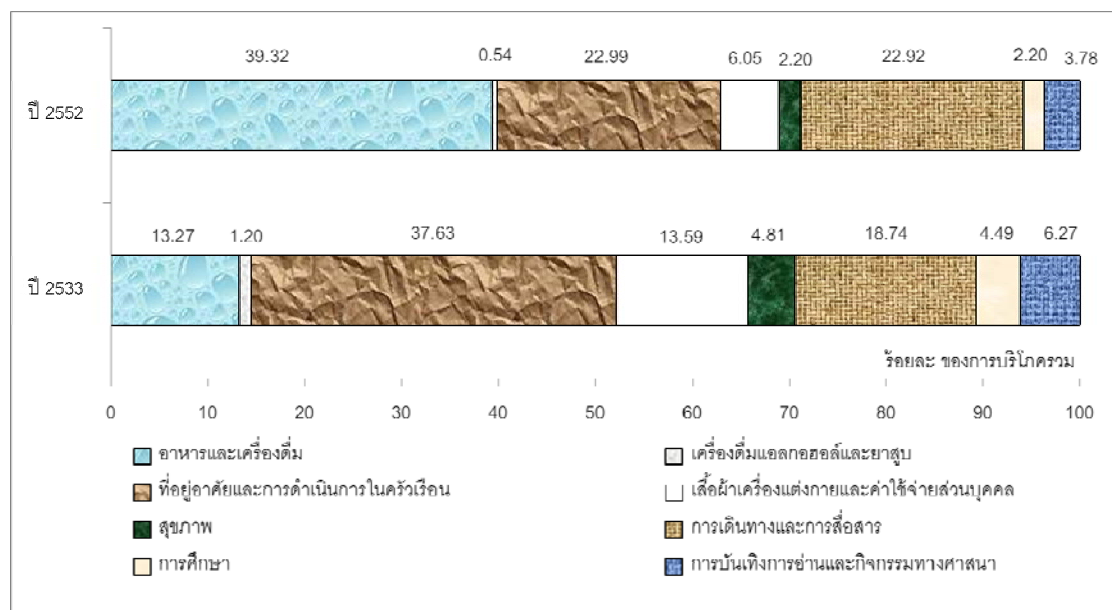 39.32 0.54 22.99 6.05 2.20 22.92 2.20 3.78
ปี 2552
13.27 1.20 37.63 13.59 4.81 18.74 4.49 6.27
ปี 2533
ร้อยละ ของการบริโภครวม
0 10 20 30 40 50 60 70 80 90 100
อาหารและเครื่องดื่ม เครื่องดื่มแอลกอฮอล์และยาสูบ
ที่อยู่อาศัยและการดำเนินการในครัวเรือน เสื้อผ้าเครื่องแต่งกายและค่าใช้จ่ายส่วนบุคคล
สุขภาพ การเดินทางและการสื่อสาร
การศึกษา การบันเทิงการอ่านและกิจกรรมทางศาสนา